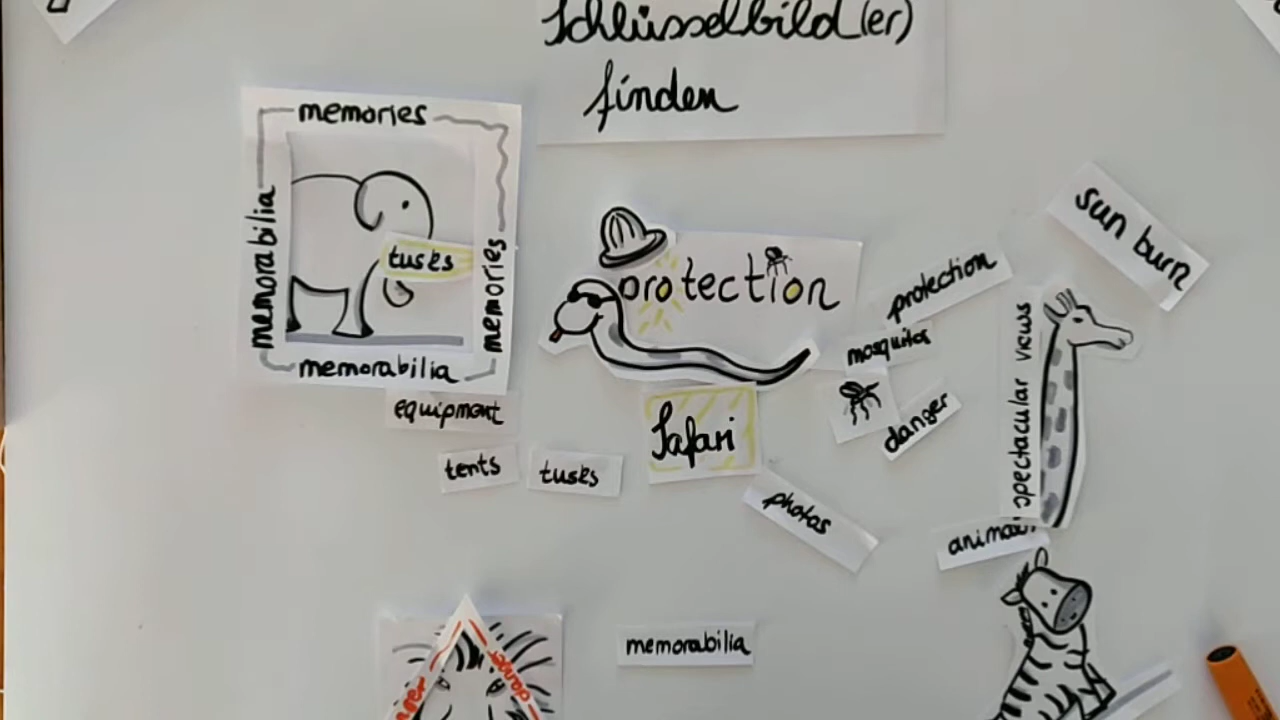 Schlüsselbild(er)
finden
memories
memorabilia
tusks
memories
memorabilia
protection
protection
sun burn
mosquitos
spectacular views
equipment
danger
Safari
tents
tusks
photos
animals
memorabilia
danger